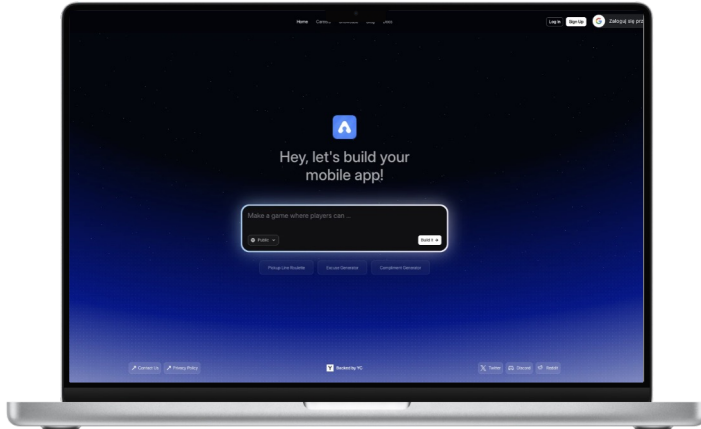 Home
Log in
Sign Up
G
Zaloguj się prz
Hey, let's build your
mobile app!
Make a game where players can ...
Public
Build it
Pickup Line Roulette
Excuse Generator
Compliment Generator
Contact Us
Privacy Policy
Y
Backed by YC
Twitter
Discord
Reddit